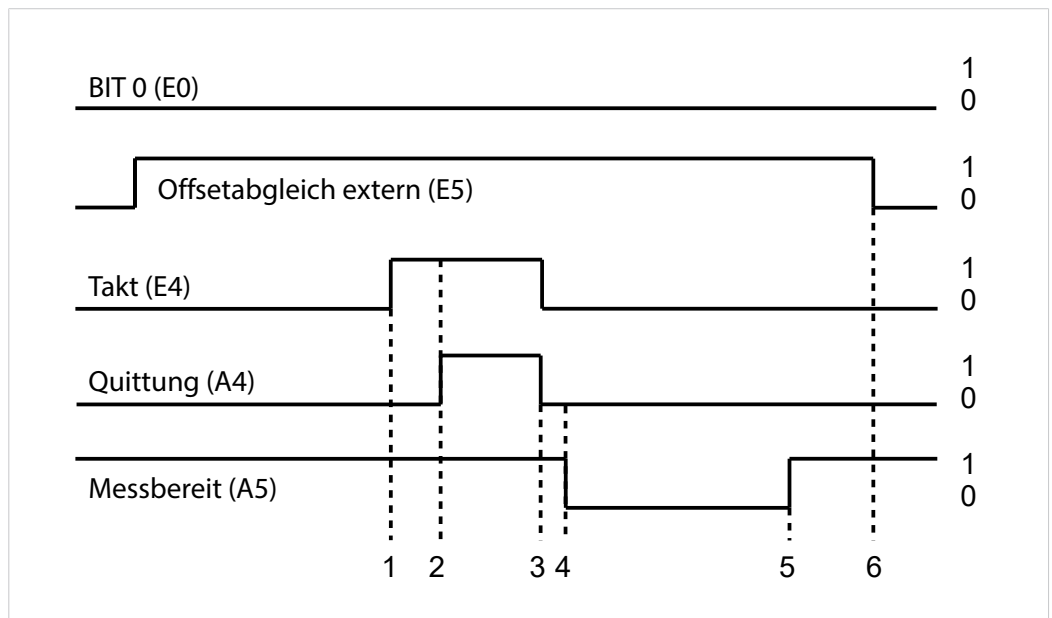 BIT 0 (E0)
1
0
Offsetabgleich extern (E5)
1
0
Takt (E4)
1
0
Quittung (A4)
1
0
Messbereit (A5)
1
0
1 2 3 4 5 6